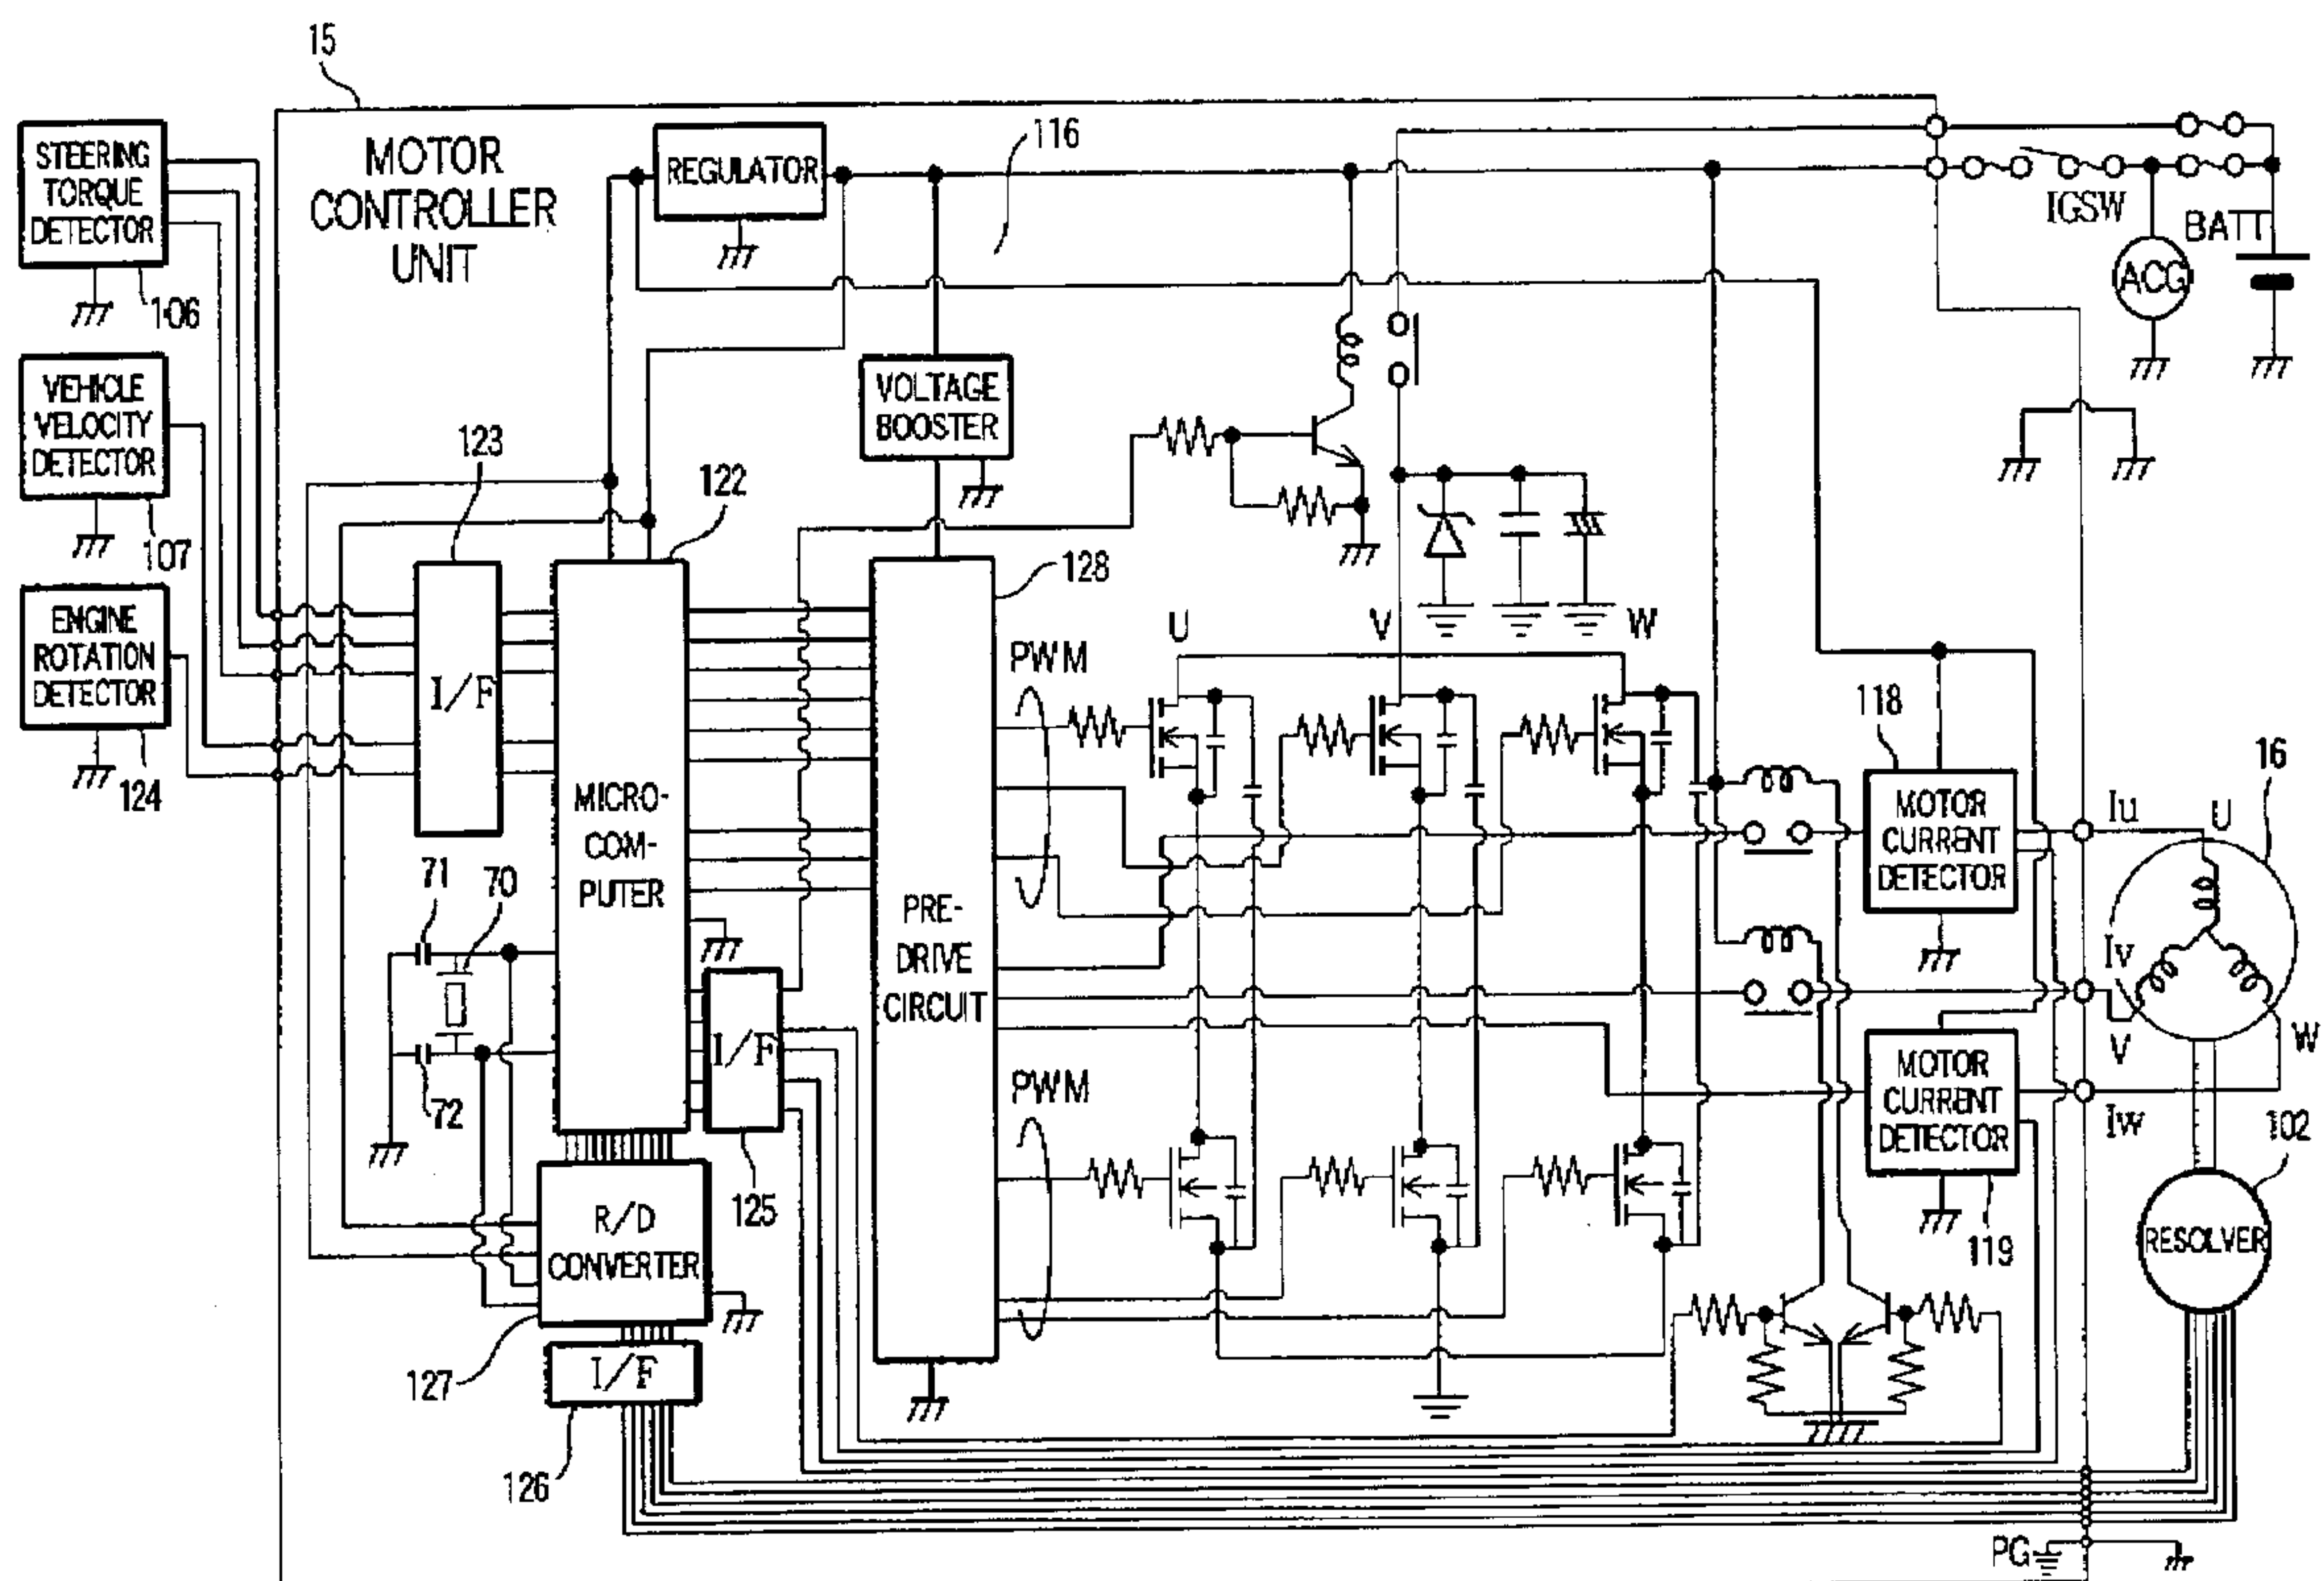 15
STEERING
TORQUE
DETECTOR
106
VEHICLE
VELOCITY
DETECTOR
107
ENGINE
ROTATION
DETECTOR
124
MOTOR
CONTROLLER
UNIT
REGULATOR
116
IGSW
BATT
ACG
VOLTAGE
BOOSTER
123
122
128
I/F
MICRO-
COM-
PUTER
PRE-
DRIVE
CIRCUIT
PWM
U
V
W
118
MOTOR
CURRENT
DETECTOR
Iu
U
16
71
70
72
I/F
125
PWM
Iv
V
W
MOTOR
CURRENT
DETECTOR
Iw
119
102
RESOLVER
R/D
CONVERTER
127
I/F
126
PG